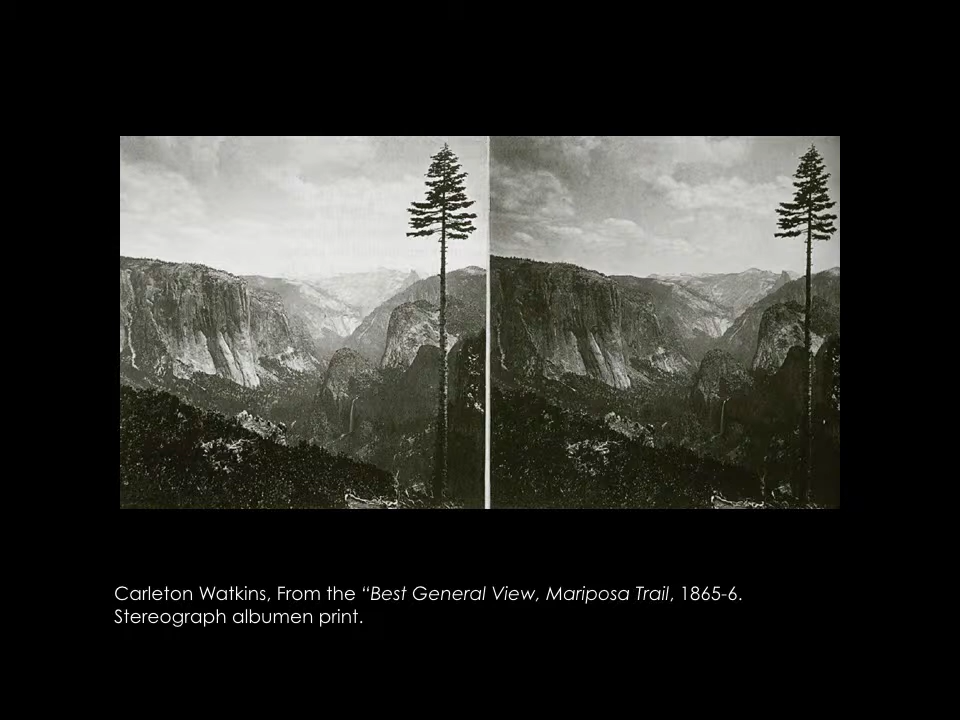 Carleton Watkins, From the “Best General View, Mariposa Trail, 1865-6.
Stereograph albumen print.